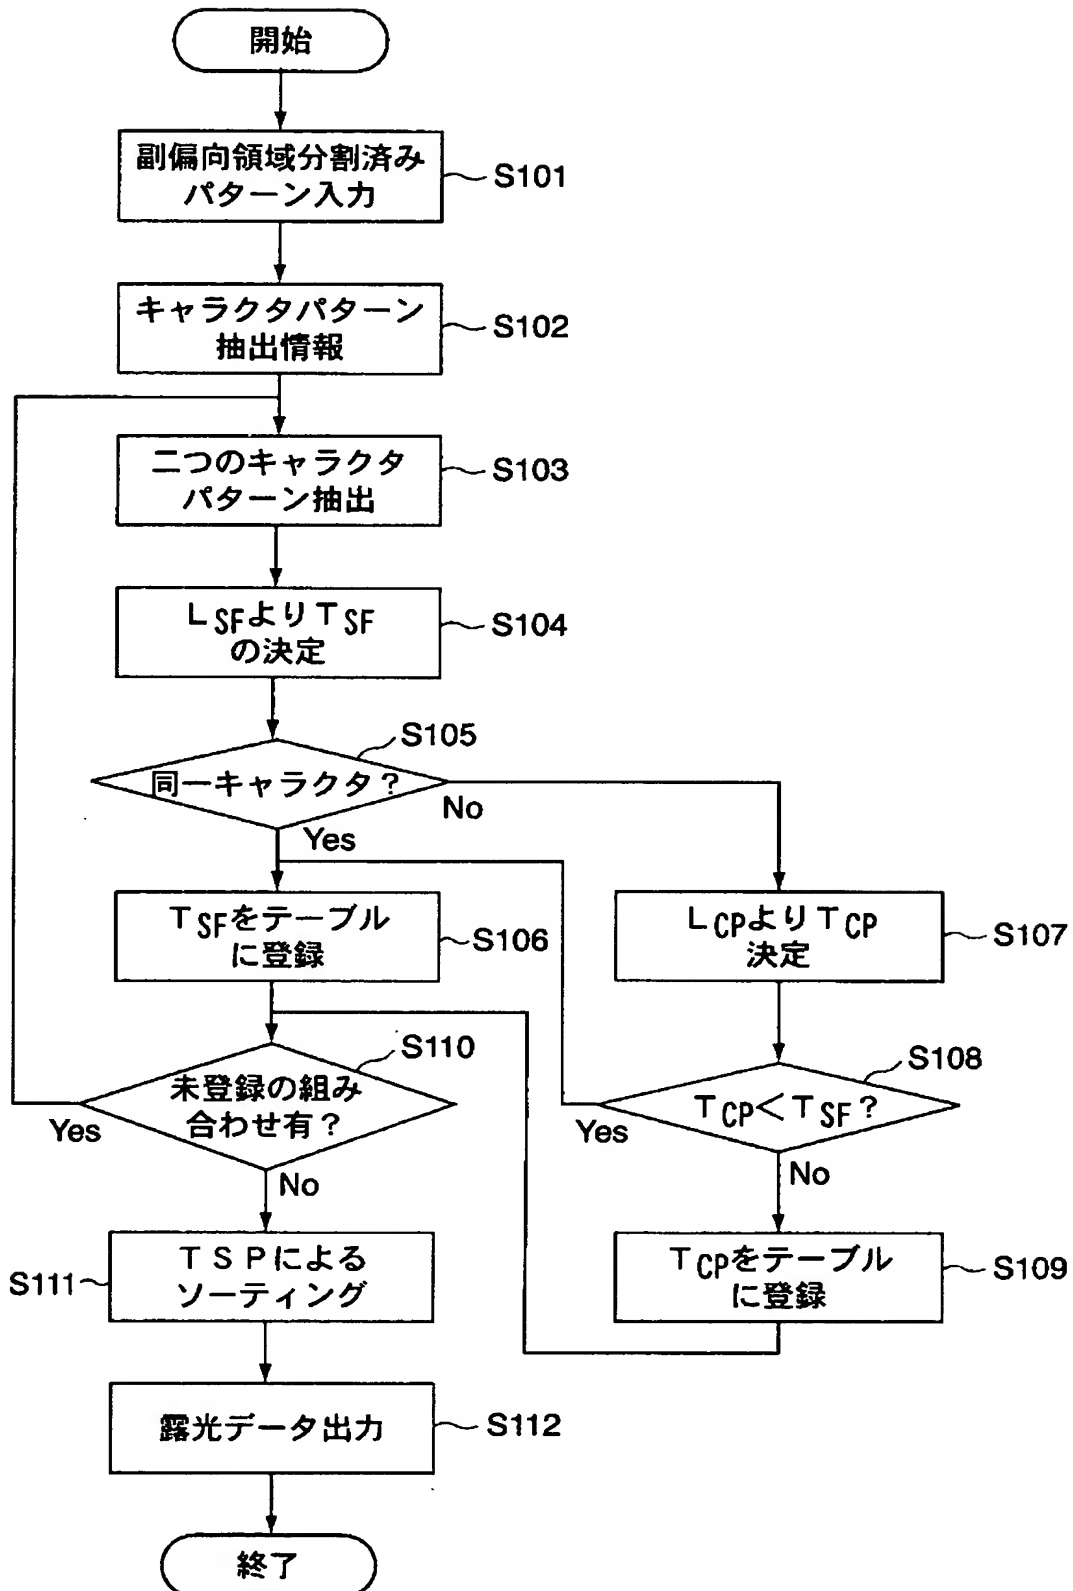 開始
副偏向領域分割済み
パターン入力
S101
キャラクタパターン
抽出情報
S102
二つのキャラクタ
パターン抽出
S103
LSFよりTSF
の決定
S104
S105
同一キャラクタ?
No
Yes
TSFをテーブル
に登録
S106
LCPよりTCP
決定
S107
S110
未登録の組み
合わせ有?
Yes
No
S108
TCP<TSF?
Yes
No
TSPによる
ソーティング
S111
TCPをテーブル
に登録
S109
露光データ出力
S112
終了